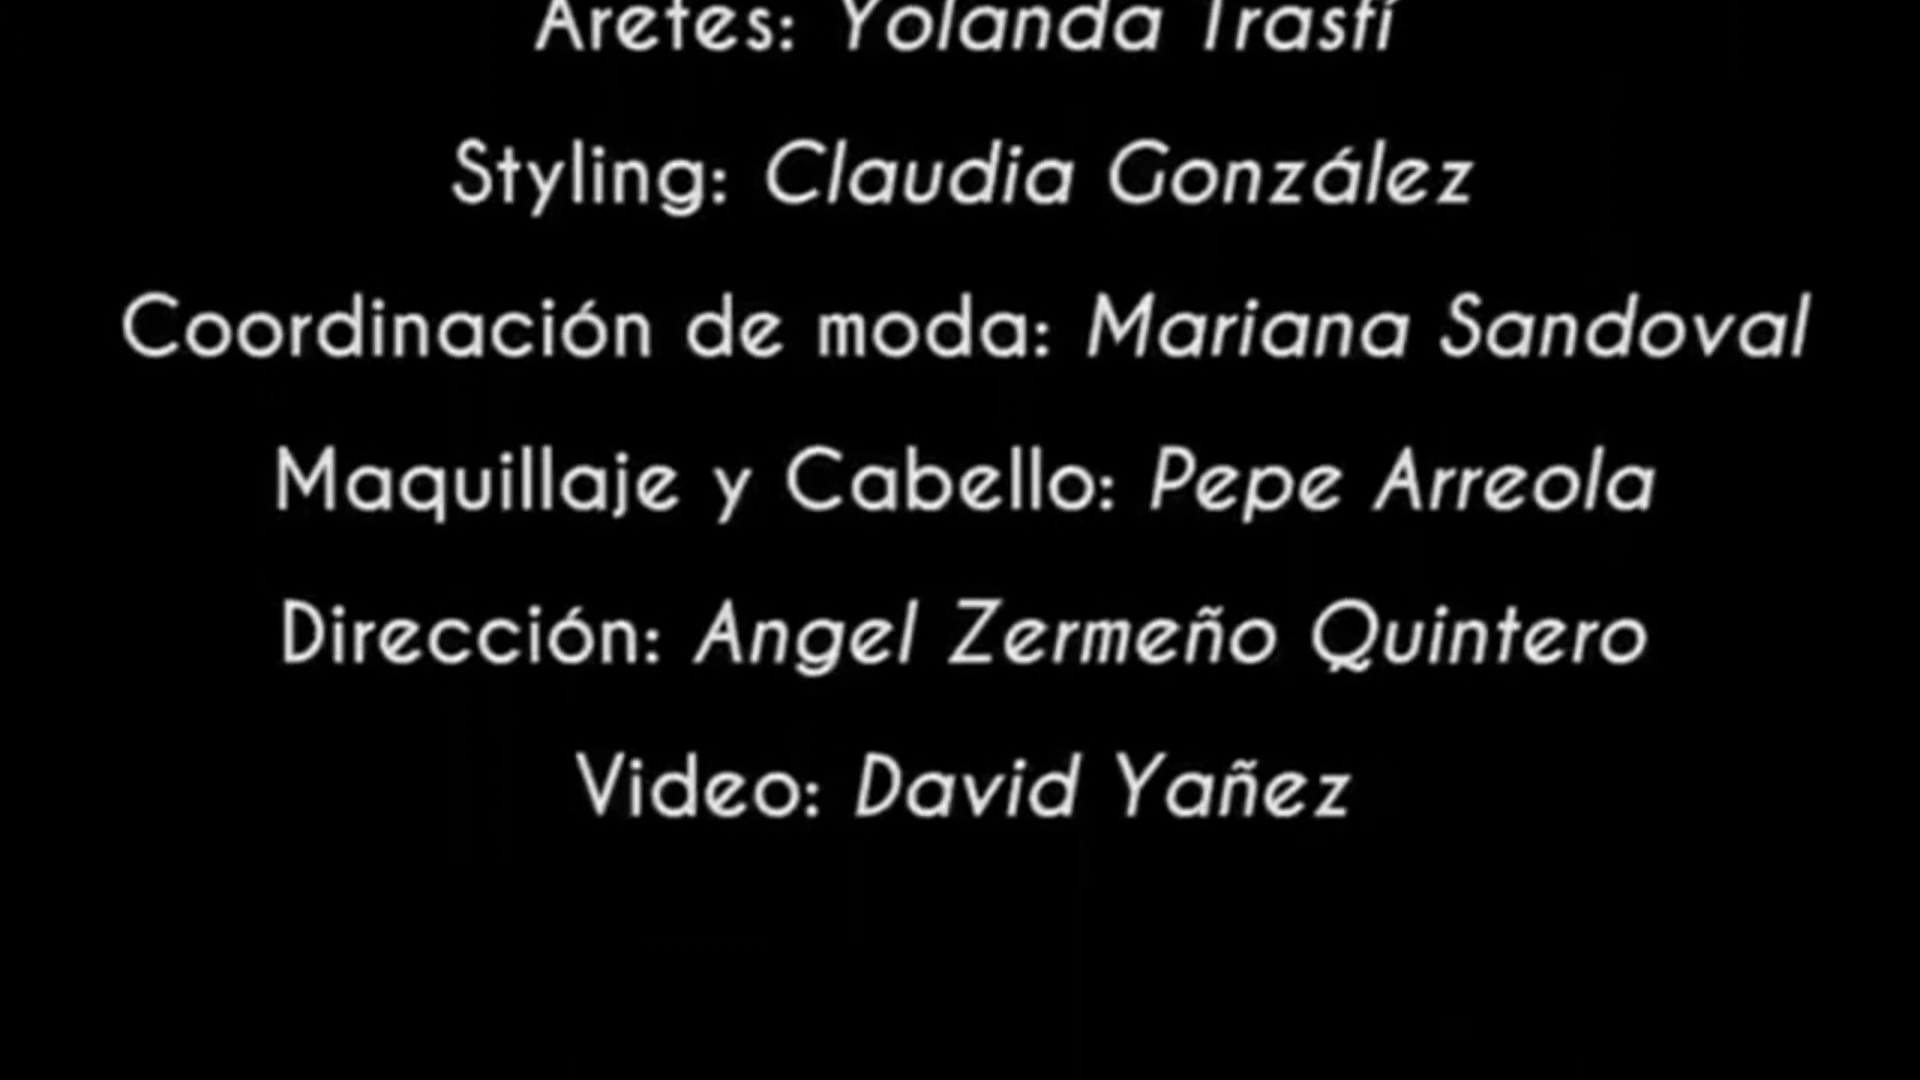 Aretes: Yolanda Trasfí
Styling: Claudia González
Coordinación de moda: Mariana Sandoval
Maquillaje y Cabello: Pepe Arreola
Dirección: Angel Zermeño Quintero
Video: David Yañez